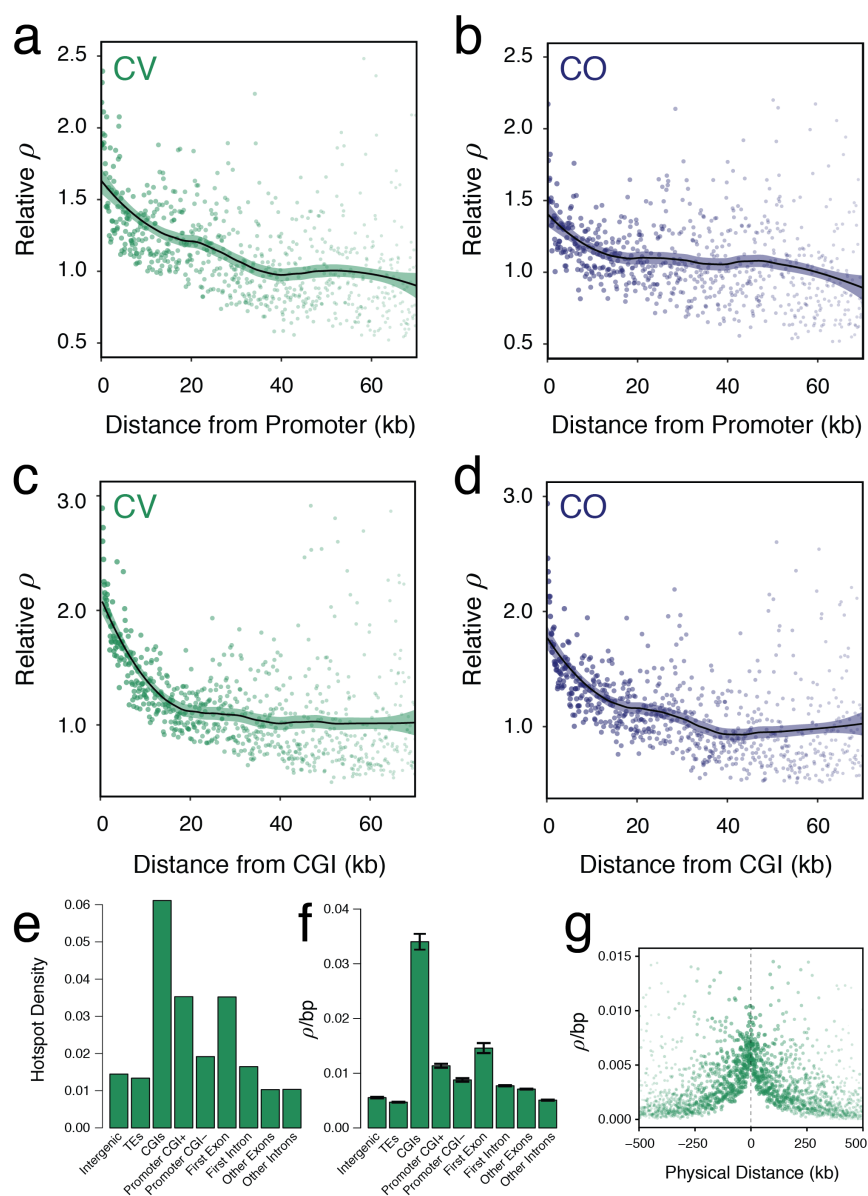 a
CV
Relative ρ
2.5
2.0
1.5
1.0
0.5
0 20 40 60
Distance from Promoter (kb)
b
CO
Relative ρ
2.5
2.0
1.5
1.0
0.5
0 20 40 60
Distance from Promoter (kb)
c
CV
Relative ρ
3.0
2.0
1.0
0 20 40 60
Distance from CGI (kb)
d
CO
Relative ρ
3.0
2.0
1.0
0 20 40 60
Distance from CGI (kb)
e
Hotspot Density
0.06
0.05
0.04
0.03
0.02
0.01
0.00
Intergenic
TEs
CGIs
Promoter CGI+
Promoter CGI−
First Exon
First Intron
Other Exons
Other Introns
f
ρ/bp
0.04
0.03
0.02
0.01
0.00
Intergenic
TEs
CGIs
Promoter CGI+
Promoter CGI−
First Exon
First Intron
Other Exons
Other Introns
g
ρ/bp
0.015
0.010
0.005
0.000
−500 −250 0 250 500
Physical Distance (kb)